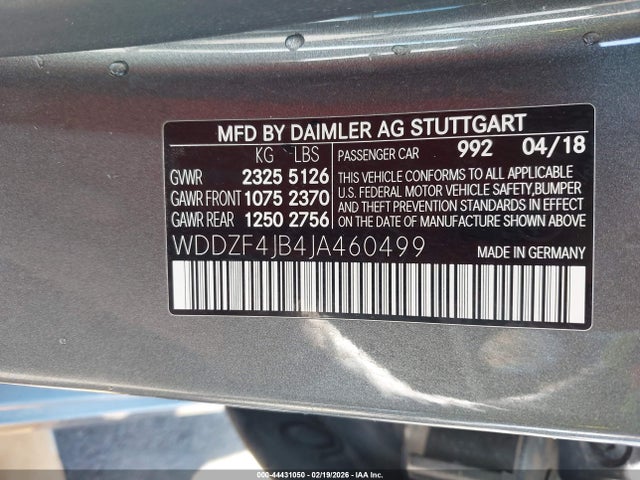 MFD BY DAIMLER AG STUTTGART
KG LBS PASSENGER CAR 992 04/18
GVWR 2325 5126 THIS VEHICLE CONFORMS TO ALL APPLICABLE
GAWR FRONT 1075 2370 U.S. FEDERAL MOTOR VEHICLE SAFETY,BUMPER
AND THEFT PREVENTION STANDARDS IN EFFECT
GAWR REAR 1250 2756 ON THE DATE OF MANUFACTURE SHOWN ABOVE.
WDDZF4JB4JA460499 MADE IN GERMANY
000-44431050 - 02/19/2026 - IAA Inc.